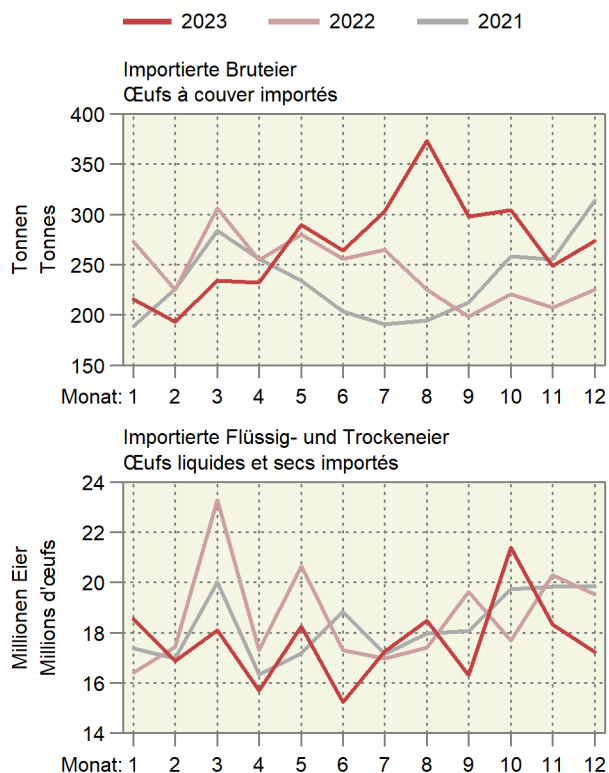 2023 2022 2021
Importierte Bruteier
Œufs à couver importés
Tonnen
Tonnes
400
350
300
250
200
150
Monat: 1 2 3 4 5 6 7 8 9 10 11 12
Importierte Flüssig- und Trockeneier
Œufs liquides et secs importés
Millionen Eier
Millions d'œufs
24
22
20
18
16
14
Monat: 1 2 3 4 5 6 7 8 9 10 11 12